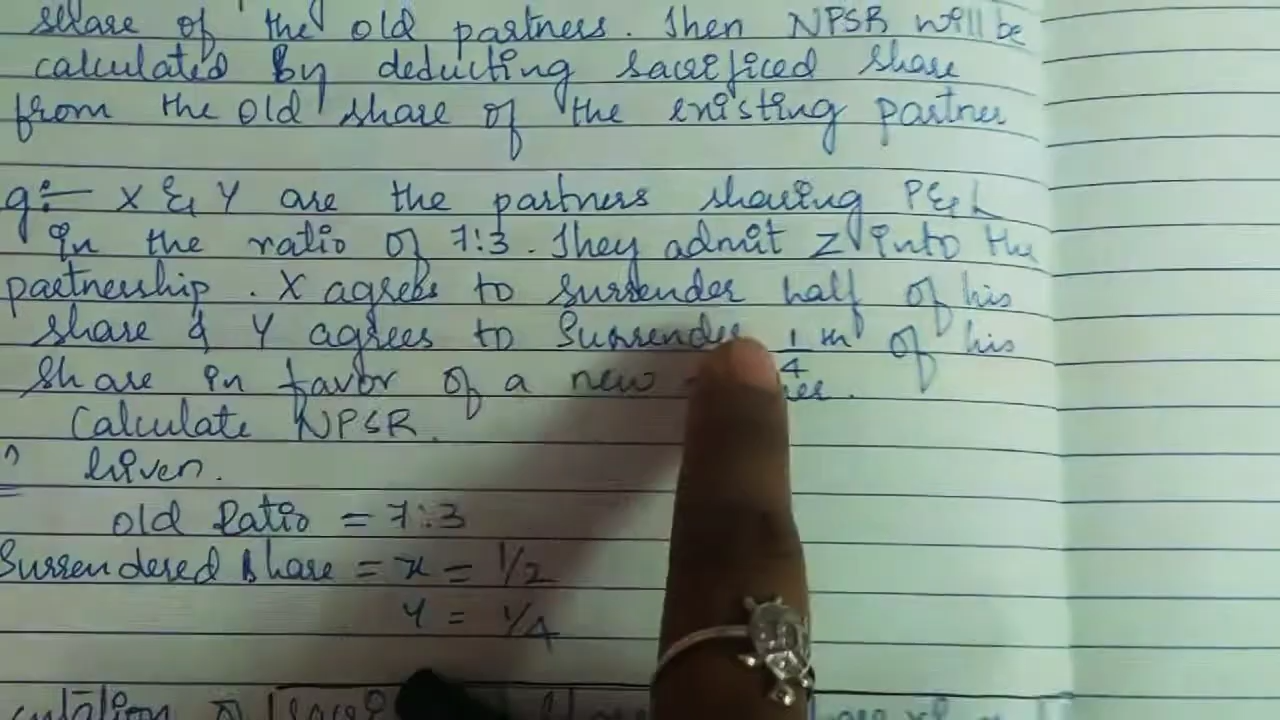 share of the old partners. Then NPSR will be
calculated By deducting sacrificed share
from the old share of the existing partner
g:- X & Y are the partners sharing P&L
in the ratio of 7:3. They admit Z into the
partnership. X agrees to surrender half of his
share & Y agrees to Surrender 1/4 th of his
share in favor of a new
Calculate NPSR.
Given.
Old Ratio = 7:3
Surrendered share = x = 1/2
Y = 1/4